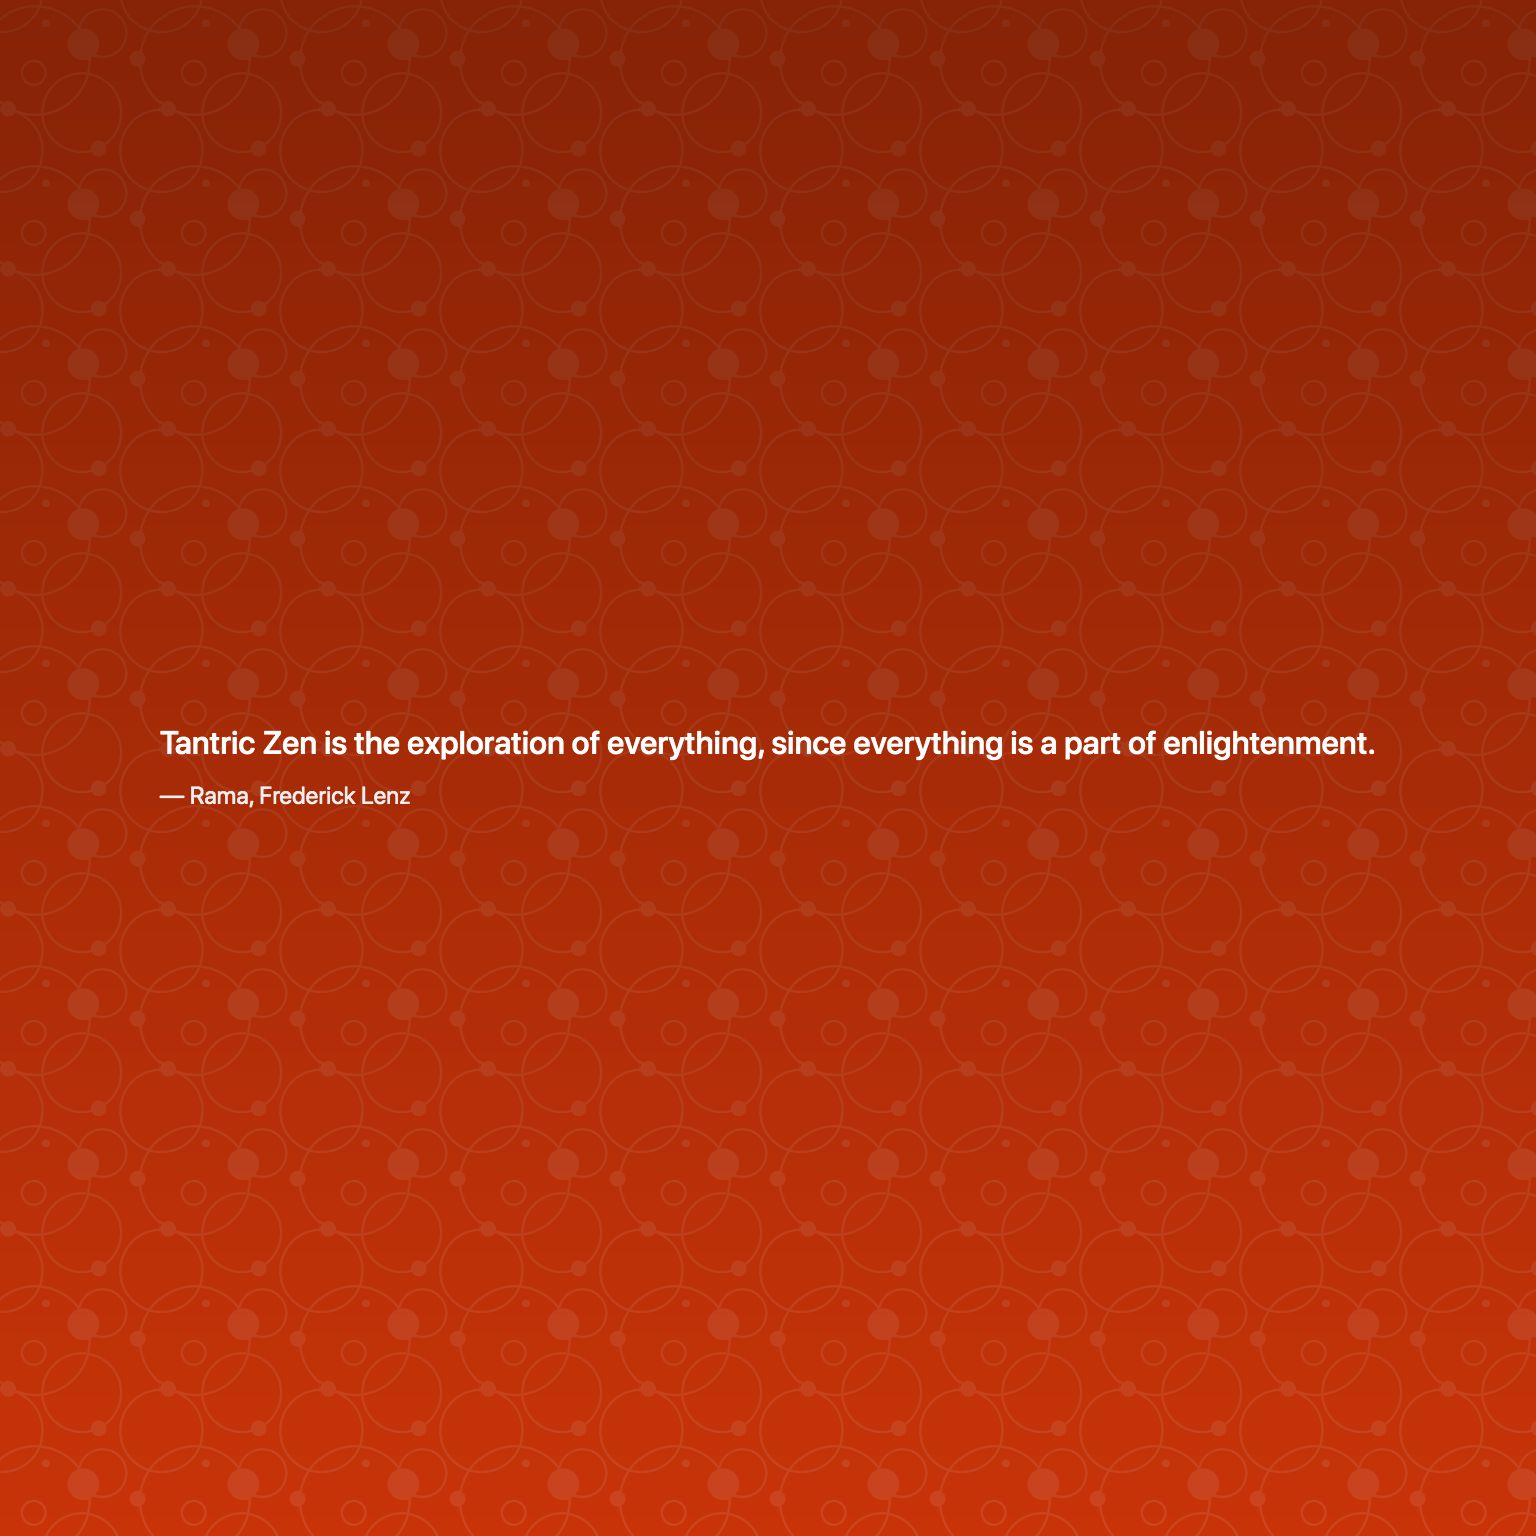 Tantric Zen is the exploration of everything, since everything is a part of enlightenment.
— Rama, Frederick Lenz